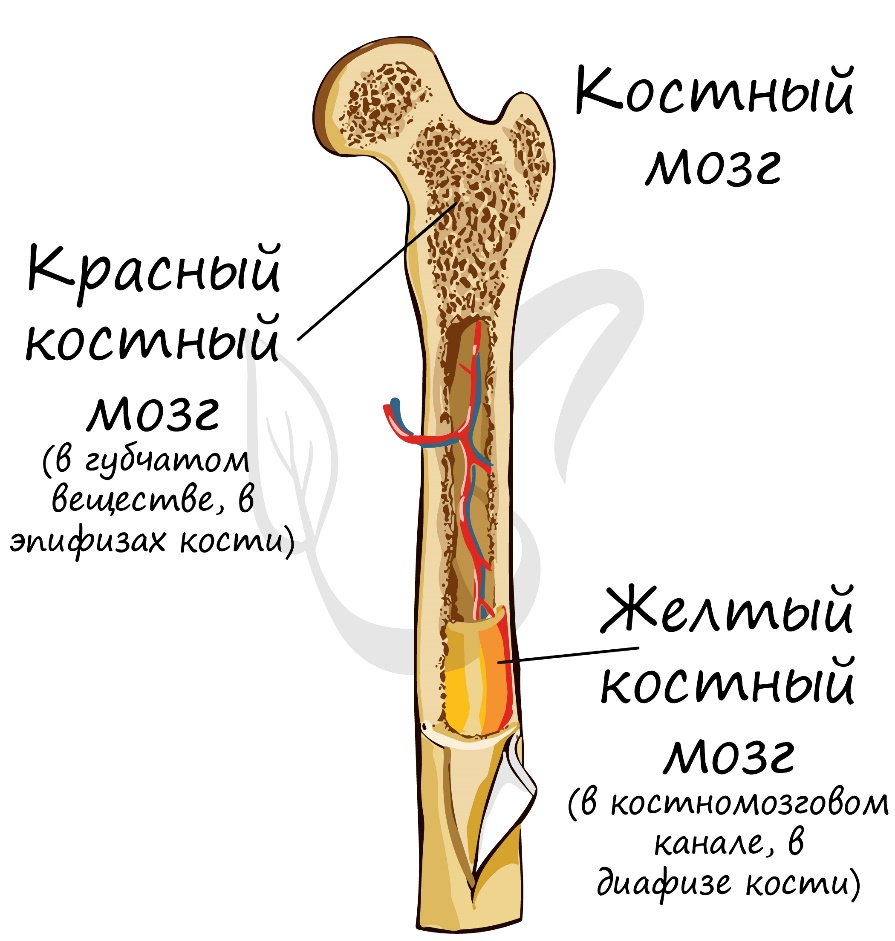 Костный
мозг
Красный
костный
мозг
(в губчатом
веществе, в
эпифизах кости)
Желтый
костный
мозг
(в костномозговом
канале, в
диафизе кости)